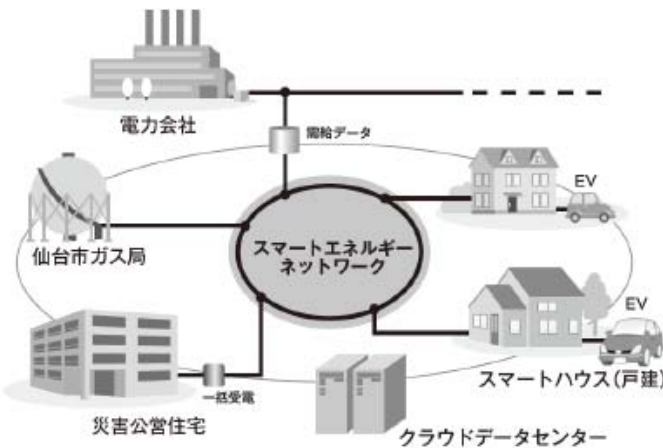 電力会社
需給データ
EV
仙台市ガス局
スマートエネルギー
ネットワーク
EV
スマートハウス(戸建)
一括受電
災害公営住宅
クラウドデータセンター